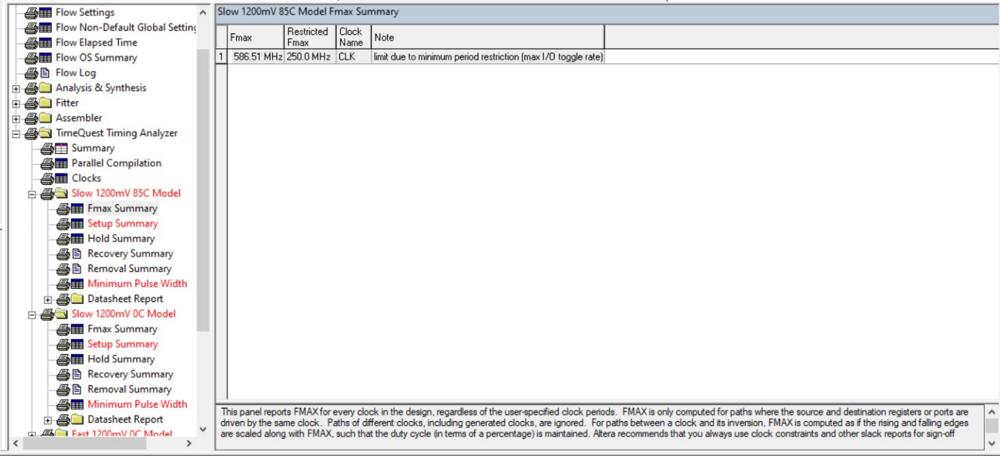 Flow Settings
Flow Non-Default Global Setting
Flow Elapsed Time
Flow OS Summary
Flow Log
Analysis & Synthesis
Fitter
Assembler
TimeQuest Timing Analyzer
Summary
Parallel Compilation
Clocks
Slow 1200mV 85C Model
Fmax Summary
Setup Summary
Hold Summary
Recovery Summary
Removal Summary
Minimum Pulse Width
Datasheet Report
Slow 1200mV 0C Model
Fmax Summary
Setup Summary
Hold Summary
Recovery Summary
Removal Summary
Minimum Pulse Width
Datasheet Report
Fast 1200mV 0C Model
Slow 1200mV 85C Model Fmax Summary
Fmax Restricted Fmax Clock Name Note
1 586.51 MHz 250.0 MHz CLK limit due to minimum period restriction (max I/O toggle rate)
This panel reports FMAX for every clock in the design, regardless of the user-specified clock periods. FMAX is only computed for paths where the source and destination registers or ports are
driven by the same clock. Paths of different clocks, including generated clocks, are ignored. For paths between a clock and its inversion, FMAX is computed as if the rising and falling edges
are scaled along with FMAX, such that the duty cycle (in terms of a percentage) is maintained. Altera recommends that you always use clock constraints and other slack reports for sign-off